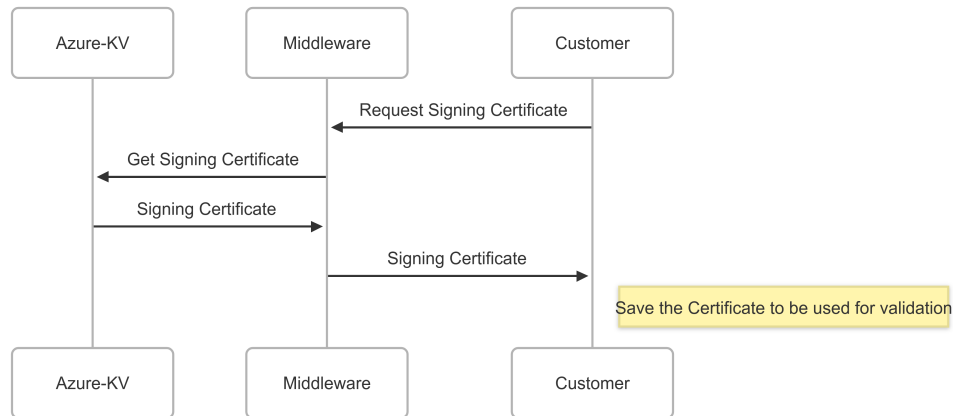 Azure-KV
Middleware
Customer
Request Signing Certificate
Get Signing Certificate
Signing Certificate
Signing Certificate
Save the Certificate to be used for validation
Azure-KV
Middleware
Customer